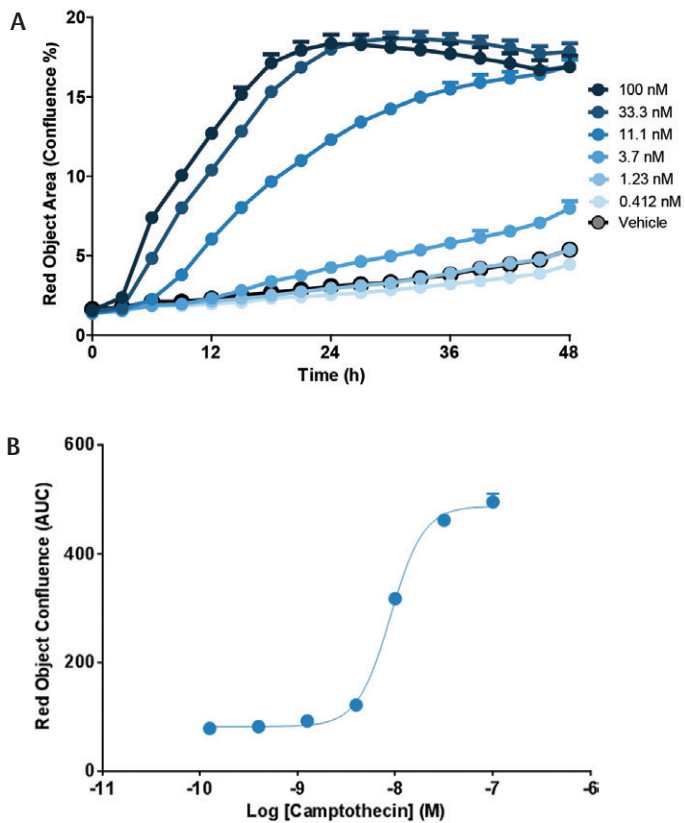 A
Red Object Area (Confluence %)
20
15
10
5
0
0 12 24 36 48
Time (h)
100 nM
33.3 nM
11.1 nM
3.7 nM
1.23 nM
0.412 nM
Vehicle
B
Red Object Confluence (AUC)
600
400
200
0
-11 -10 -9 -8 -7 -6
Log [Camptothecin] (M)